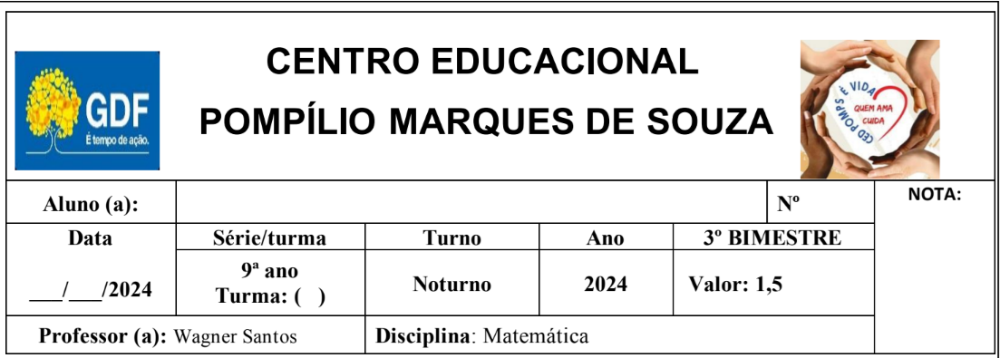 CENTRO EDUCACIONAL
POMPÍLIO MARQUES DE SOUZA
GDF
É tempo de ação.
CED POMPS É VIDA
QUEM AMA
CUIDA
Aluno (a):
Nº
NOTA:
Data
Série/turma
Turno
Ano
3º BIMESTRE
___/___/2024
9ª ano
Turma: ( )
Noturno
2024
Valor: 1,5
Professor (a): Wagner Santos
Disciplina: Matemática